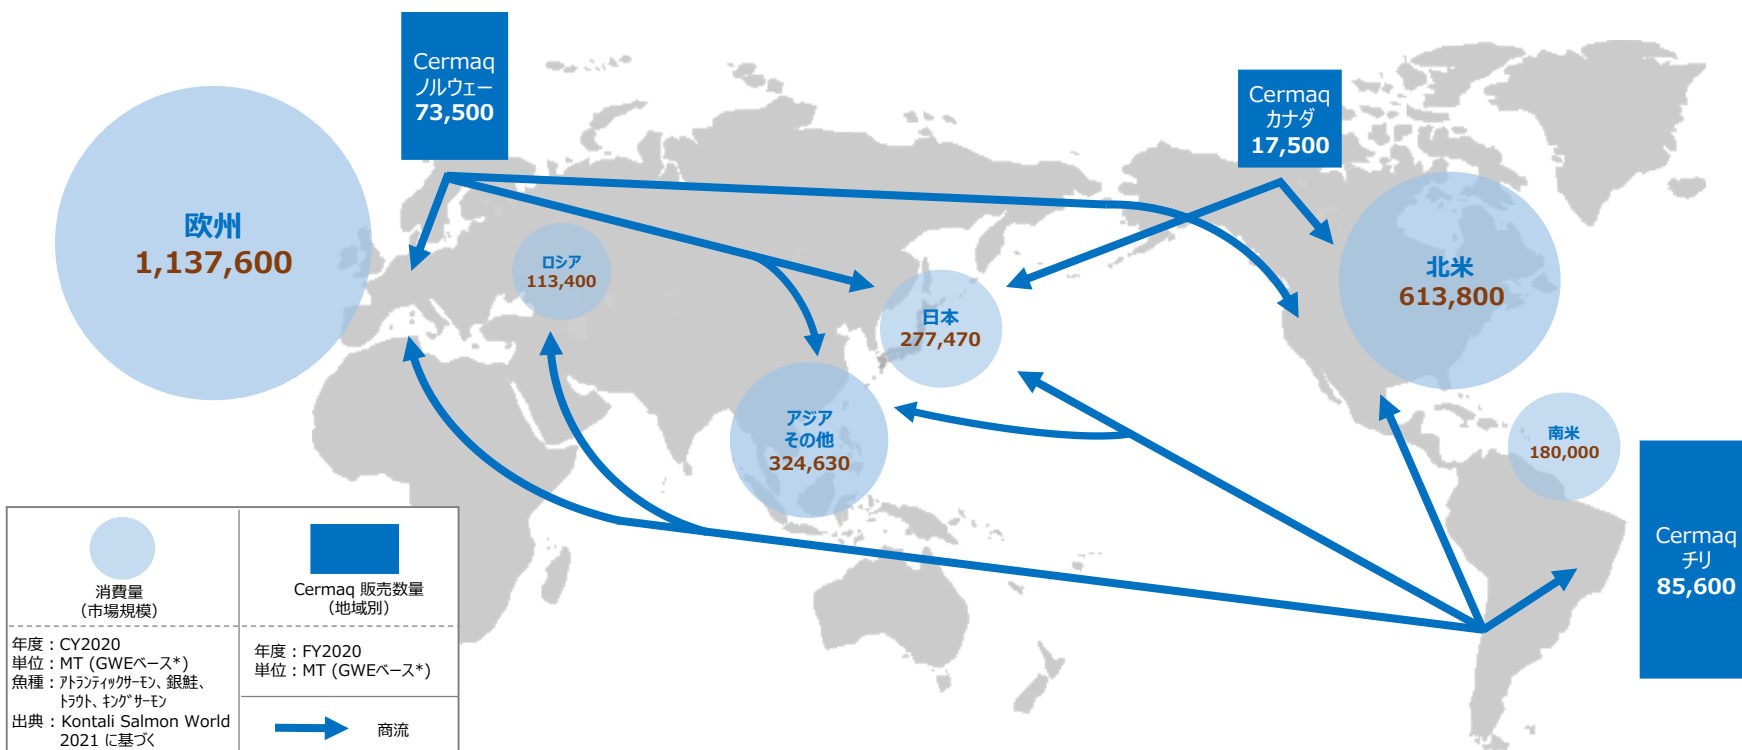 Cermaq
ノルウェー
73,500
Cermaq
カナダ
17,500
欧州
1,137,600
ロシア
113,400
北米
613,800
日本
277,470
アジア
その他
324,630
南米
180,000
Cermaq
チリ
85,600
消費量
（市場規模）
Cermaq 販売数量
（地域別）
年度：CY2020
単位：MT (GWEベース*)
魚種：アトランティックサーモン、銀鮭、
トラウト、キングサーモン
出典：Kontali Salmon World
2021 に基づく
年度：FY2020
単位：MT (GWEベース*)
商流